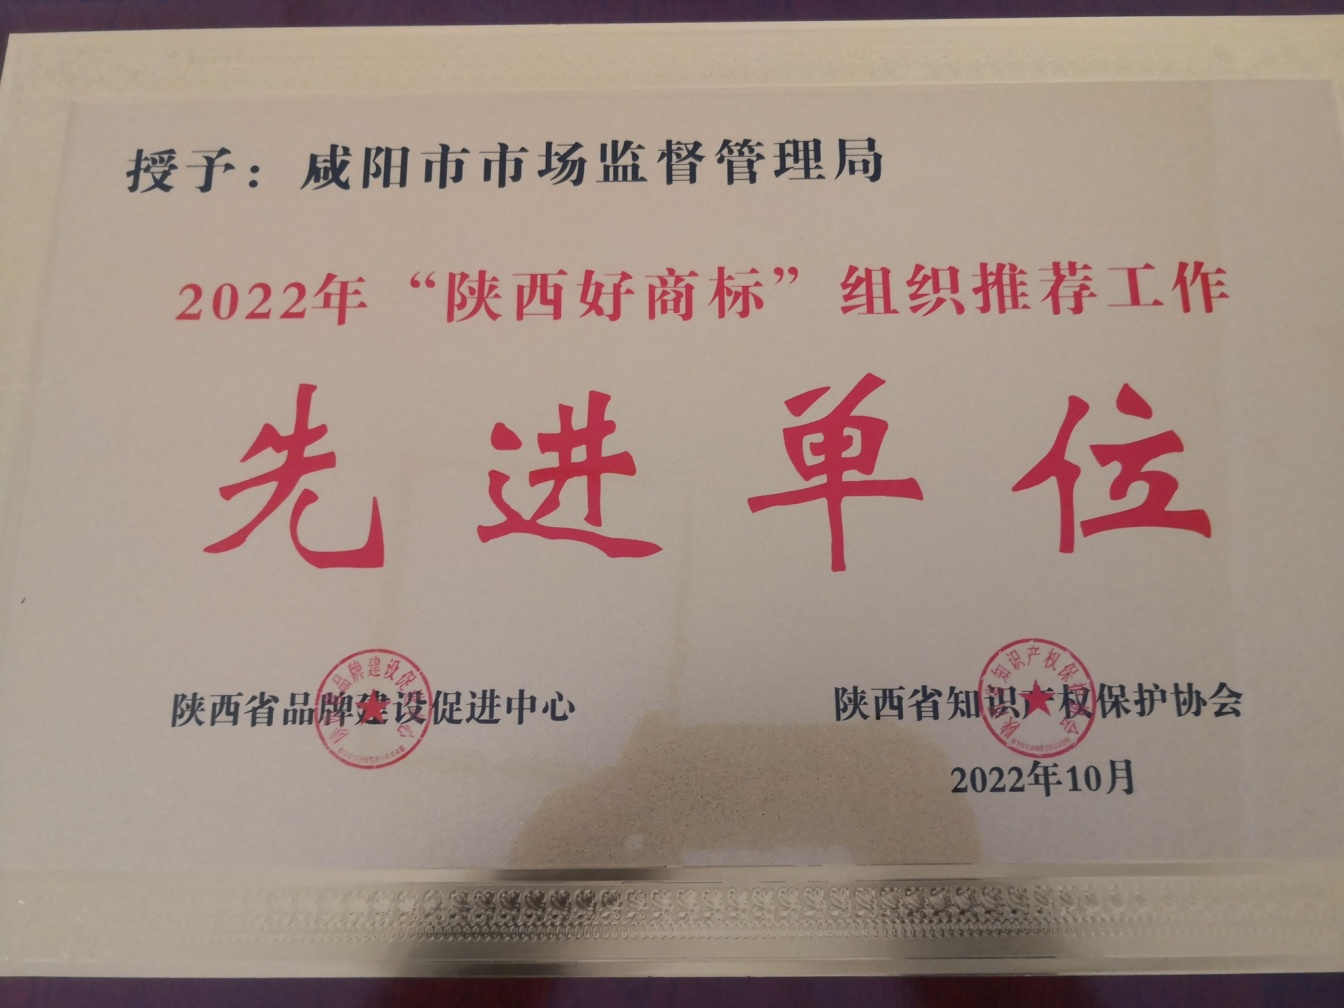 授予：咸阳市市场监督管理局
2022年“陕西好商标”组织推荐工作
先进单位
陕西省品牌建设促进中心
陕西省知识产权保护协会
2022年10月